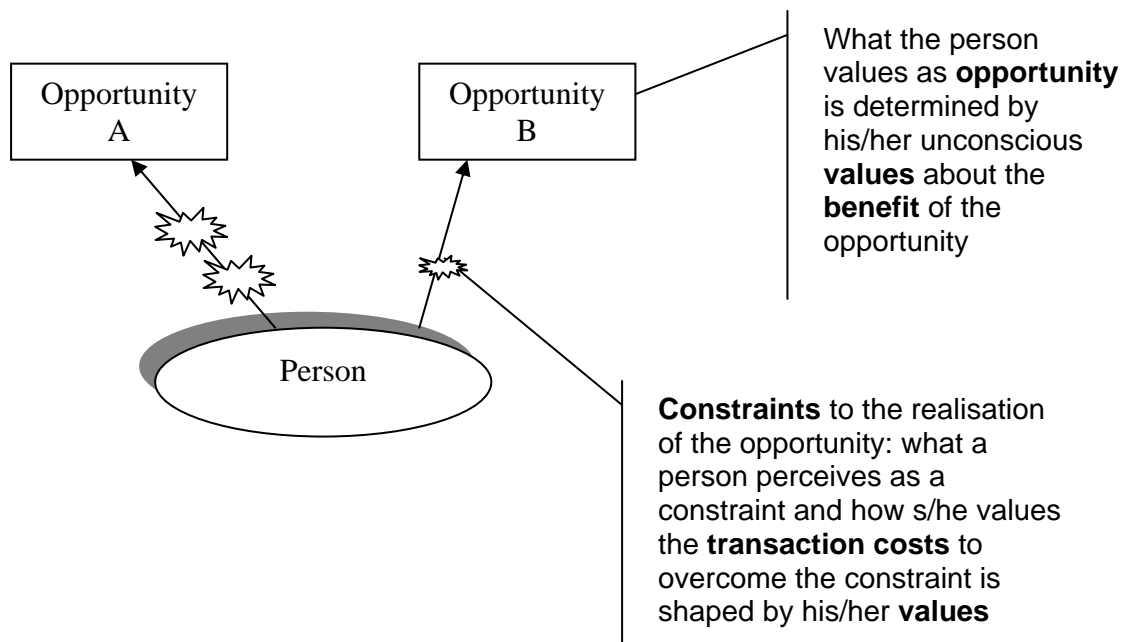 Opportunity
A
Opportunity
B
What the person
values as opportunity
is determined by
his/her unconscious
values about the
benefit of the
opportunity
Person
Constraints to the realisation
of the opportunity: what a
person perceives as a
constraint and how s/he values
the transaction costs to
overcome the constraint is
shaped by his/her values